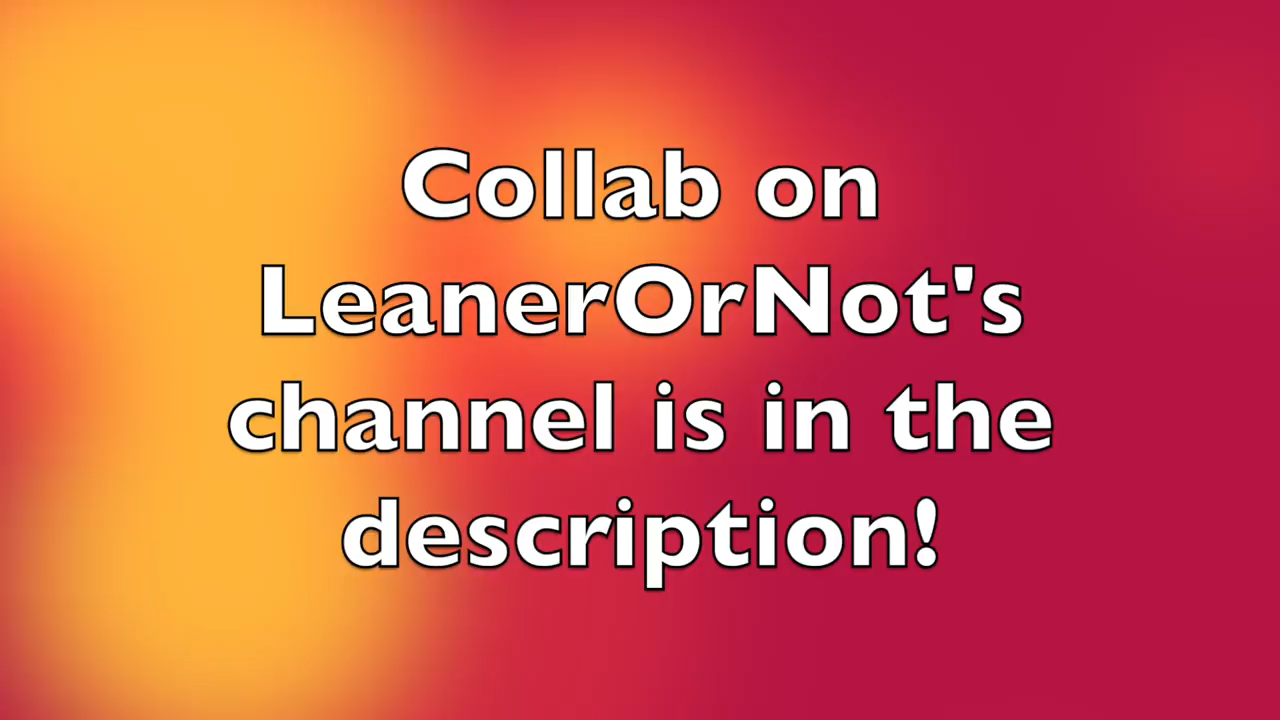 Collab on
LeanerOrNot's
channel is in the
description!